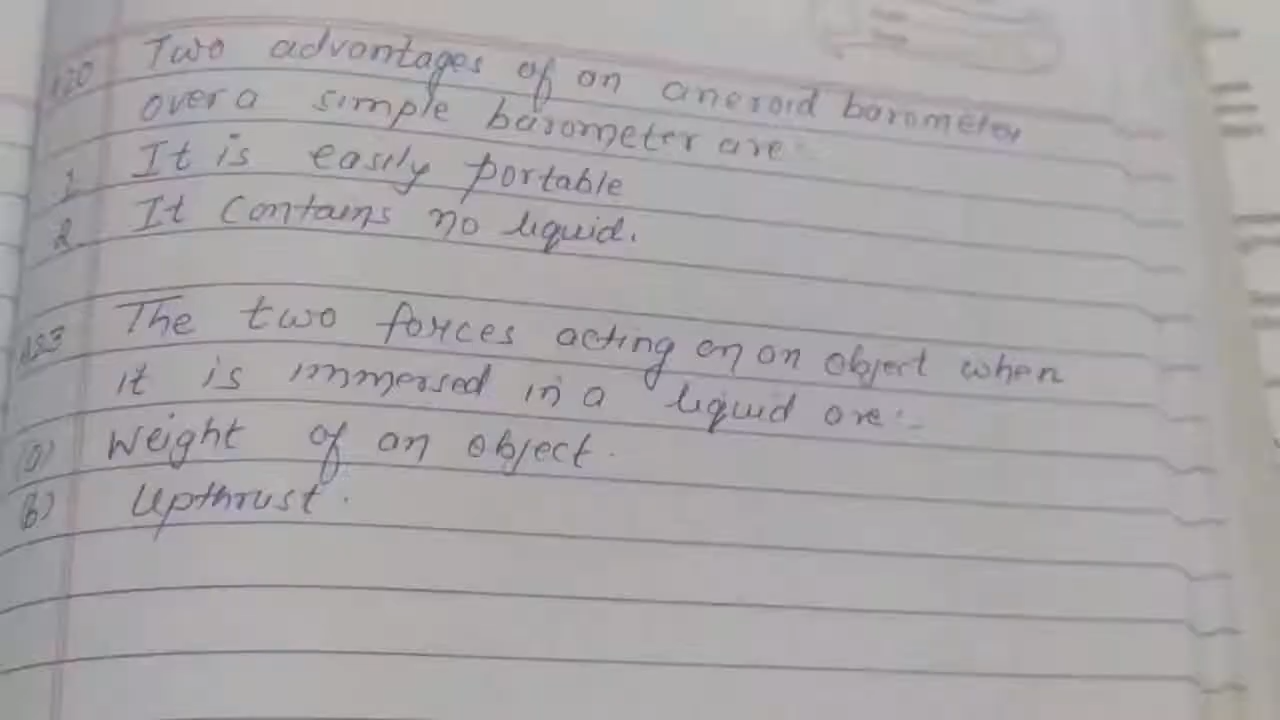 Two advantages of an aneroid barometer
over a simple barometer are:
1 It is easily portable
2 It contains no liquid.
The two forces acting on an object when
it is immersed in a liquid are:-
(a) Weight of an object.
(b) Upthrust.